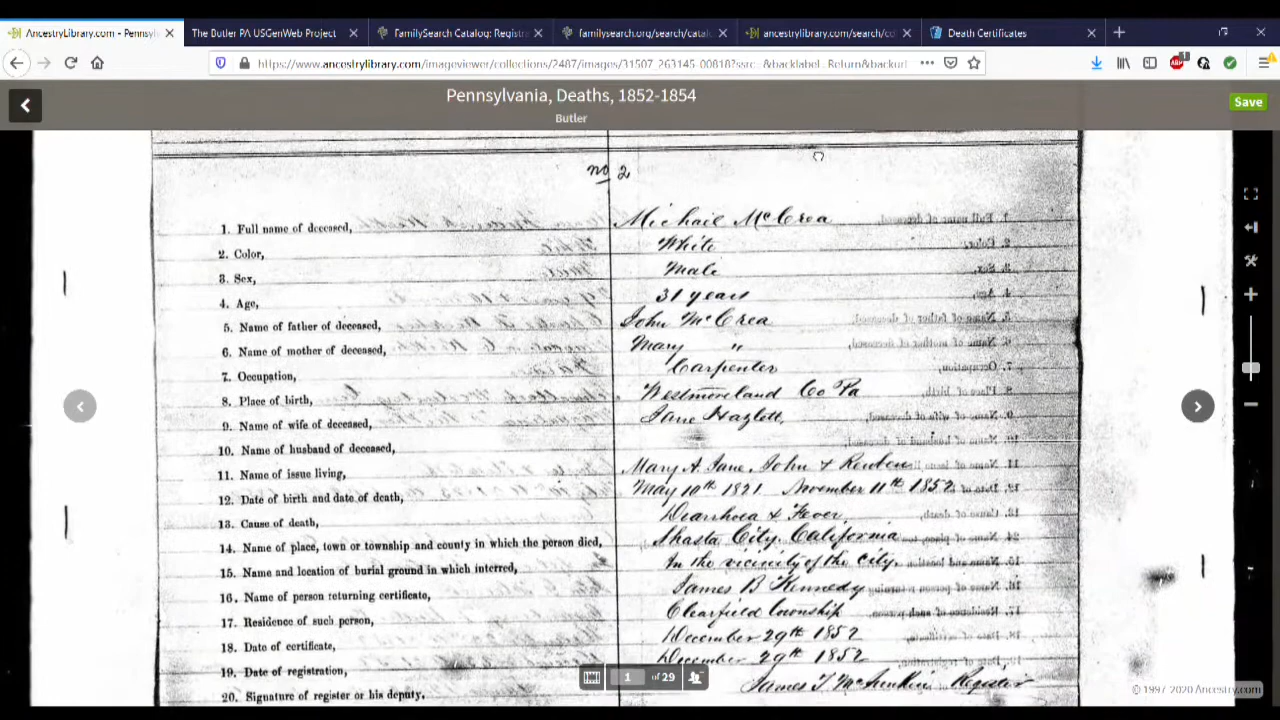 AncestryLibrary.com - Pennsylv
The Butler PA USGenWeb Project
FamilySearch Catalog: Registra
familysearch.org/search/catal
ancestrylibrary.com/search/co
Death Certificates
https://www.ancestrylibrary.com/imageviewer/collections/2487/images/31507_263145-00818?ssrc=&backlabel=Return&backurl
Pennsylvania, Deaths, 1852-1854
Butler
Save
no 2
1. Full name of deceased, Michail McCrea
2. Color, White
3. Sex, Male
4. Age, 31 years
5. Name of father of deceased, John McCrea
6. Name of mother of deceased, Mary "
7. Occupation, Carpenter
8. Place of birth, Westmoreland Co Pa
9. Name of wife of deceased, Jane Hazlett,
10. Name of husband of deceased,
11. Name of issue living, Mary A. Jane, John & Reuben
12. Date of birth and date of death, May 10th 1821. November 11th 1852
13. Cause of death, Diarrhoea & Fever
14. Name of place, town or township and county in which the person died, Shasta City, California
15. Name and location of burial ground in which interred, In the vicinity of the city.
16. Name of person returning certificate, James B Kennedy
17. Residence of such person, Clearfield township
18. Date of certificate, December 29th 1852
19. Date of registration, December 29th 1852
20. Signature of register or his deputy. James T Register
1 of 29
© 1997-2020 Ancestry.com